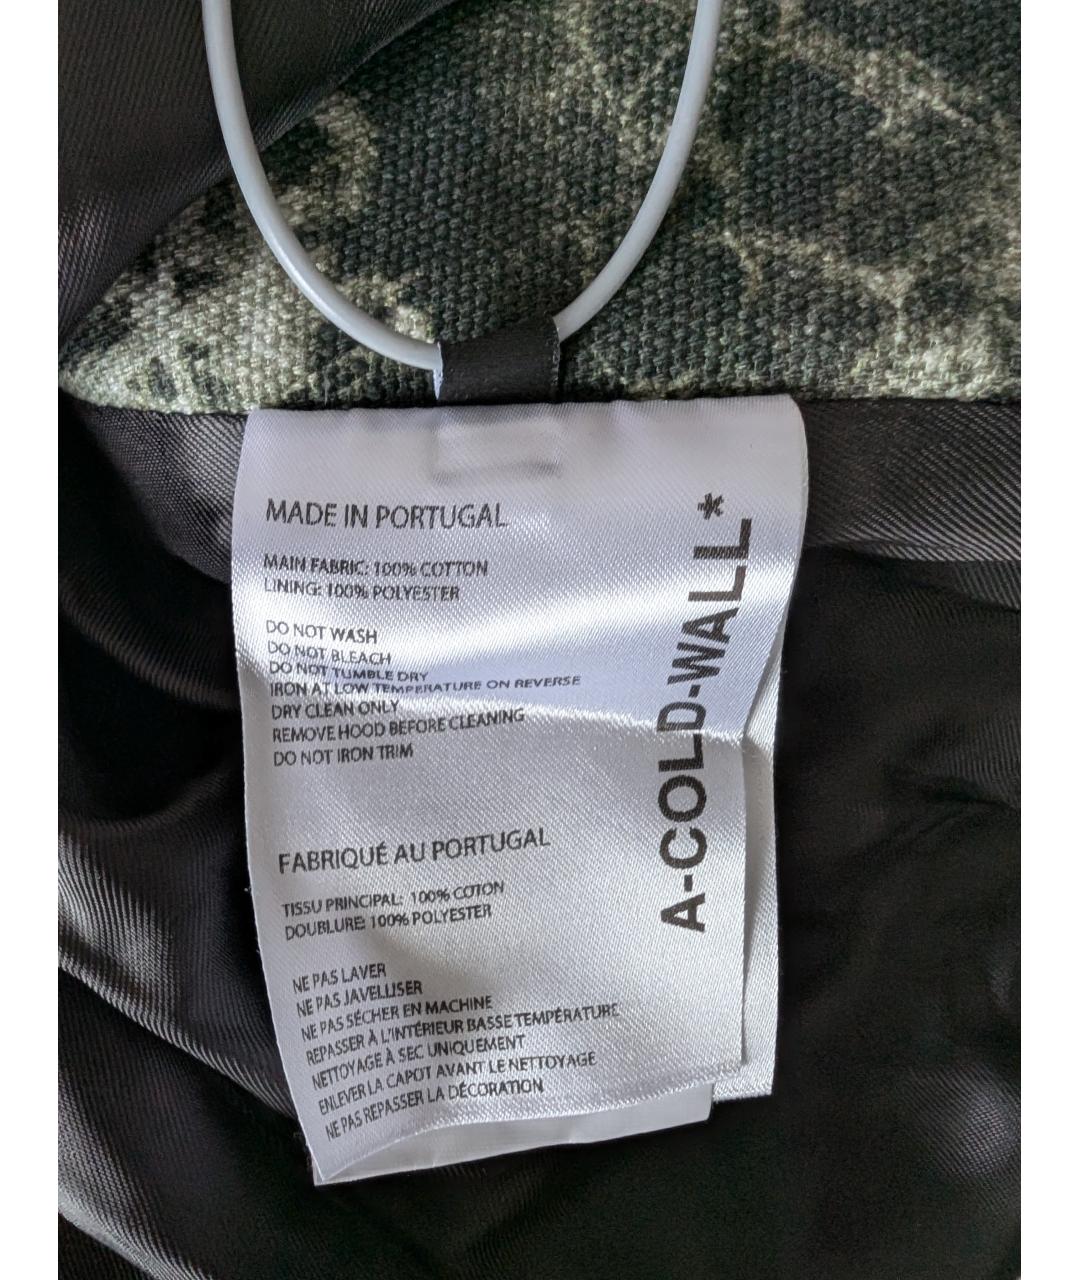 MADE IN PORTUGAL
MAIN FABRIC: 100% COTTON
LINING: 100% POLYESTER
DO NOT WASH
DO NOT BLEACH
DO NOT TUMBLE DRY
IRON AT LOW TEMPERATURE ON REVERSE
DRY CLEAN ONLY
REMOVE HOOD BEFORE CLEANING
DO NOT IRON TRIM
FABRIQUÉ AU PORTUGAL
TISSU PRINCIPAL: 100% COTON
DOUBLURE: 100% POLYESTER
NE PAS LAVER
NE PAS JAVELLISER
NE PAS SÉCHER EN MACHINE
REPASSER À L'INTÉRIEUR BASSE TEMPÉRATURE
NETTOYAGE À SEC UNIQUEMENT
ENLEVER LA CAPOT AVANT LE NETTOYAGE
NE PAS REPASSER LA DÉCORATION
A-COLD-WALL*